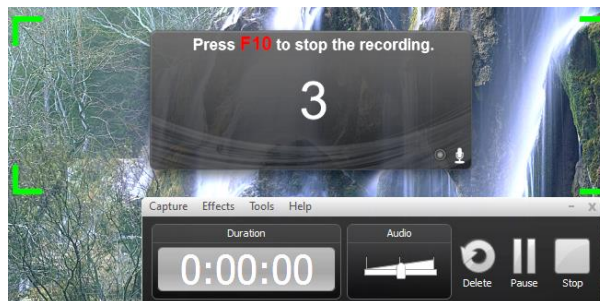 Press F10 to stop the recording.
3
Capture Effects Tools Help
Duration
Audio
0:00:00
Delete Pause Stop